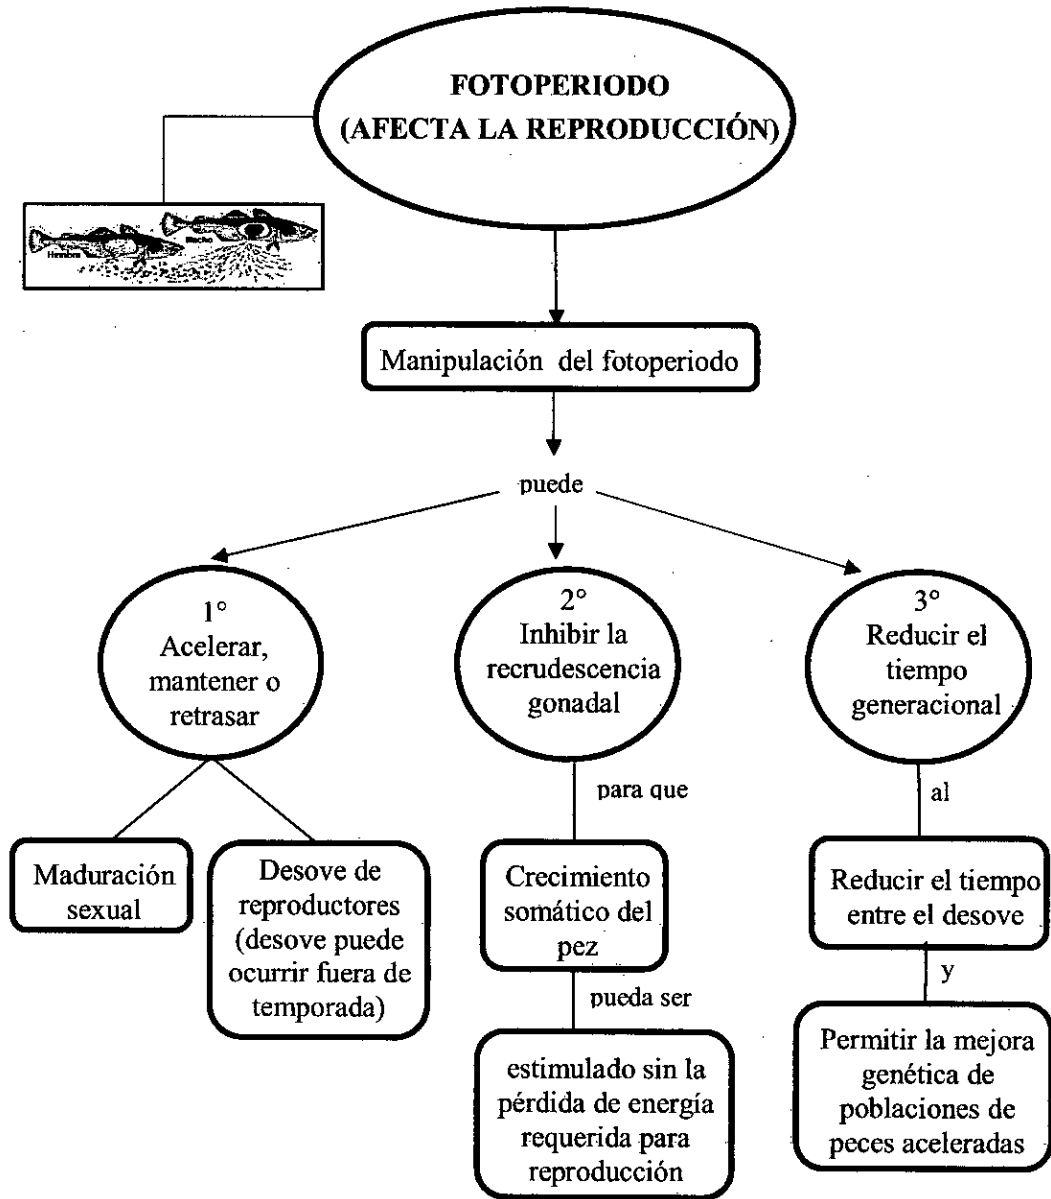 FOTOPERIODO
(AFECTA LA REPRODUCCIÓN)
Hembra
Macho
Manipulación del fotoperiodo
puede
1°
Acelerar,
mantener o
retrasar
2°
Inhibir la
recrudescencia
gonadal
3°
Reducir el
tiempo
generacional
para que
al
Maduración
sexual
Desove de
reproductores
(desove puede
ocurrir fuera de
temporada)
Crecimiento
somático del
pez
Reducir el tiempo
entre el desove
pueda ser
y
estimulado sin la
pérdida de energía
requerida para
reproducción
Permitir la mejora
genética de
poblaciones de
peces aceleradas